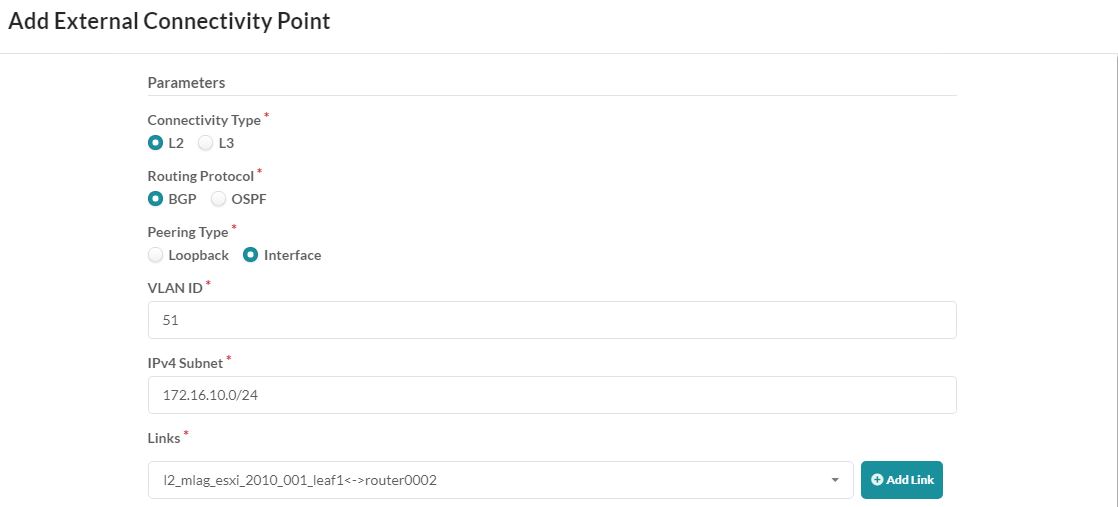 Add External Connectivity Point
Parameters
Connectivity Type *
L2 L3
Routing Protocol *
BGP OSPF
Peering Type *
Loopback Interface
VLAN ID *
51
IPv4 Subnet *
172.16.10.0/24
Links *
l2_mlag_esxi_2010_001_leaf1<->router0002
Add Link